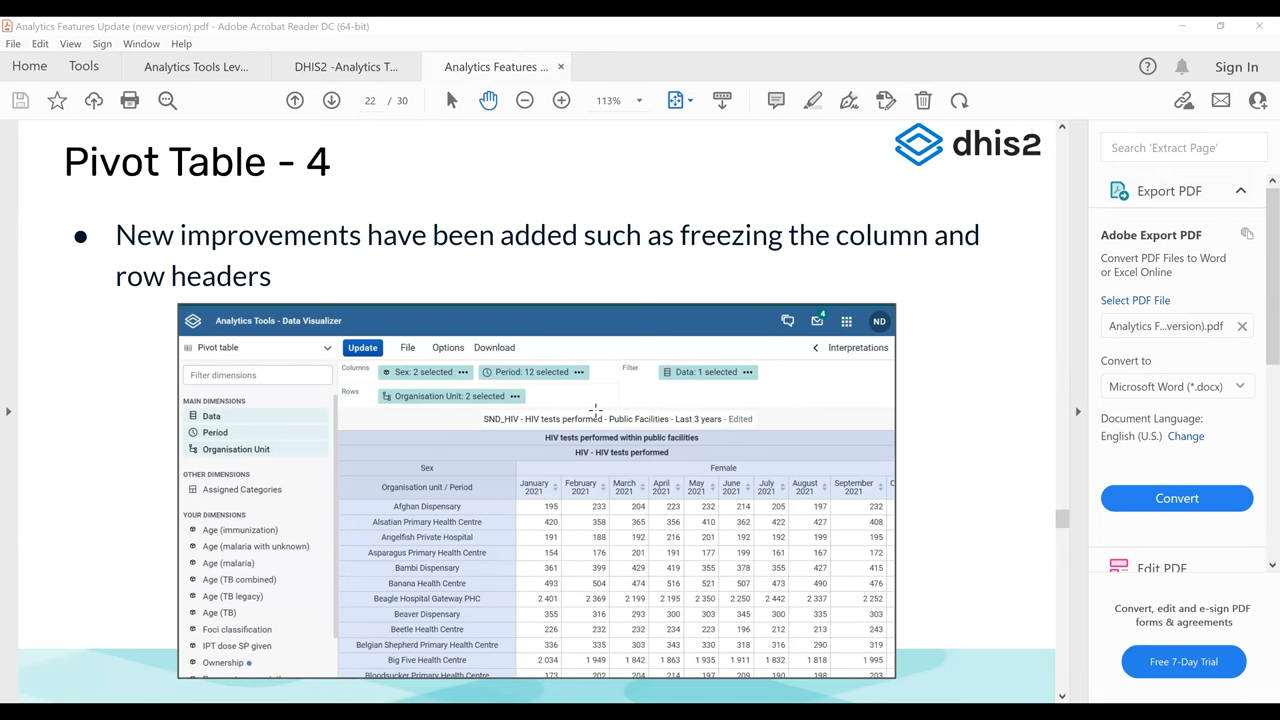 Analytics Features Update (new version).pdf - Adobe Acrobat Reader DC (64-bit)
File Edit View Sign Window Help
Home Tools Analytics Tools Lev... DHIS2 -Analytics T... Analytics Features ... × Sign In
22 / 30 113%
Pivot Table - 4
dhis2
● New improvements have been added such as freezing the column and
row headers
Analytics Tools - Data Visualizer 4 ND
Pivot table Update File Options Download Interpretations
Filter dimensions
Columns Sex: 2 selected ••• Period: 12 selected ••• Filter Data: 1 selected •••
Rows Organisation Unit: 2 selected •••
MAIN DIMENSIONS
Data
Period
Organisation Unit
OTHER DIMENSIONS
Assigned Categories
YOUR DIMENSIONS
Age (immunization)
Age (malaria with unknown)
Age (malaria)
Age (TB combined)
Age (TB legacy)
Age (TB)
Foci classification
IPT dose SP given
Ownership
SND_HIV - HIV tests performed - Public Facilities - Last 3 years - Edited
HIV tests performed within public facilities
HIV - HIV tests performed
Sex Female
Organisation unit / Period January 2021 February 2021 March 2021 April 2021 May 2021 June 2021 July 2021 August 2021 September 2021
Afghan Dispensary 195 233 204 223 232 214 205 197 232
Alsatian Primary Health Centre 420 358 365 356 410 362 422 427 408
Angelfish Private Hospital 191 188 192 216 201 192 192 199 195
Asparagus Primary Health Centre 154 176 201 191 177 199 161 167 172
Bambi Dispensary 361 399 429 419 355 378 355 427 415
Banana Health Centre 493 504 474 516 521 507 473 490 476
Beagle Hospital Gateway PHC 2 401 2 369 2 199 2 195 2 350 2 250 2 442 2 337 2 252
Beaver Dispensary 355 316 293 300 303 345 300 335 303
Beetle Health Centre 226 232 232 234 223 196 212 213 243
Belgian Shepherd Primary Health Centre 336 335 303 343 330 318 316 290 319
Big Five Health Centre 2 034 1 949 1 842 1 863 1 935 1 911 1 832 1 818 1 995
Bloodsucker Primary Health Centre 173 202 204 214 197 209 190 198 203
Search 'Extract Page'
Export PDF
Adobe Export PDF
Convert PDF Files to Word
or Excel Online
Select PDF File
Analytics F...version).pdf
Convert to
Microsoft Word (*.docx)
Document Language:
English (U.S.) Change
Convert
Edit PDF
Convert, edit and e-sign PDF
forms & agreements
Free 7-Day Trial